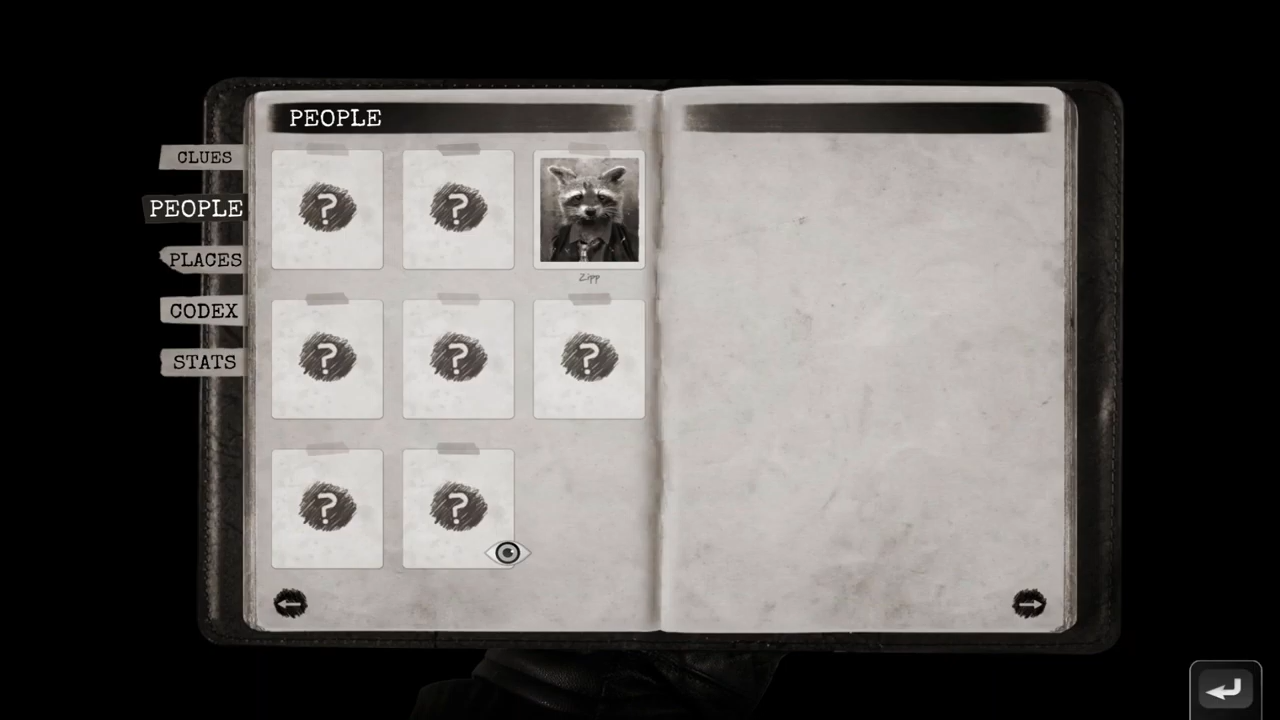 PEOPLE
CLUES
PEOPLE
PLACES
CODEX
STATS
?
?
Zipp
?
?
?
?
?